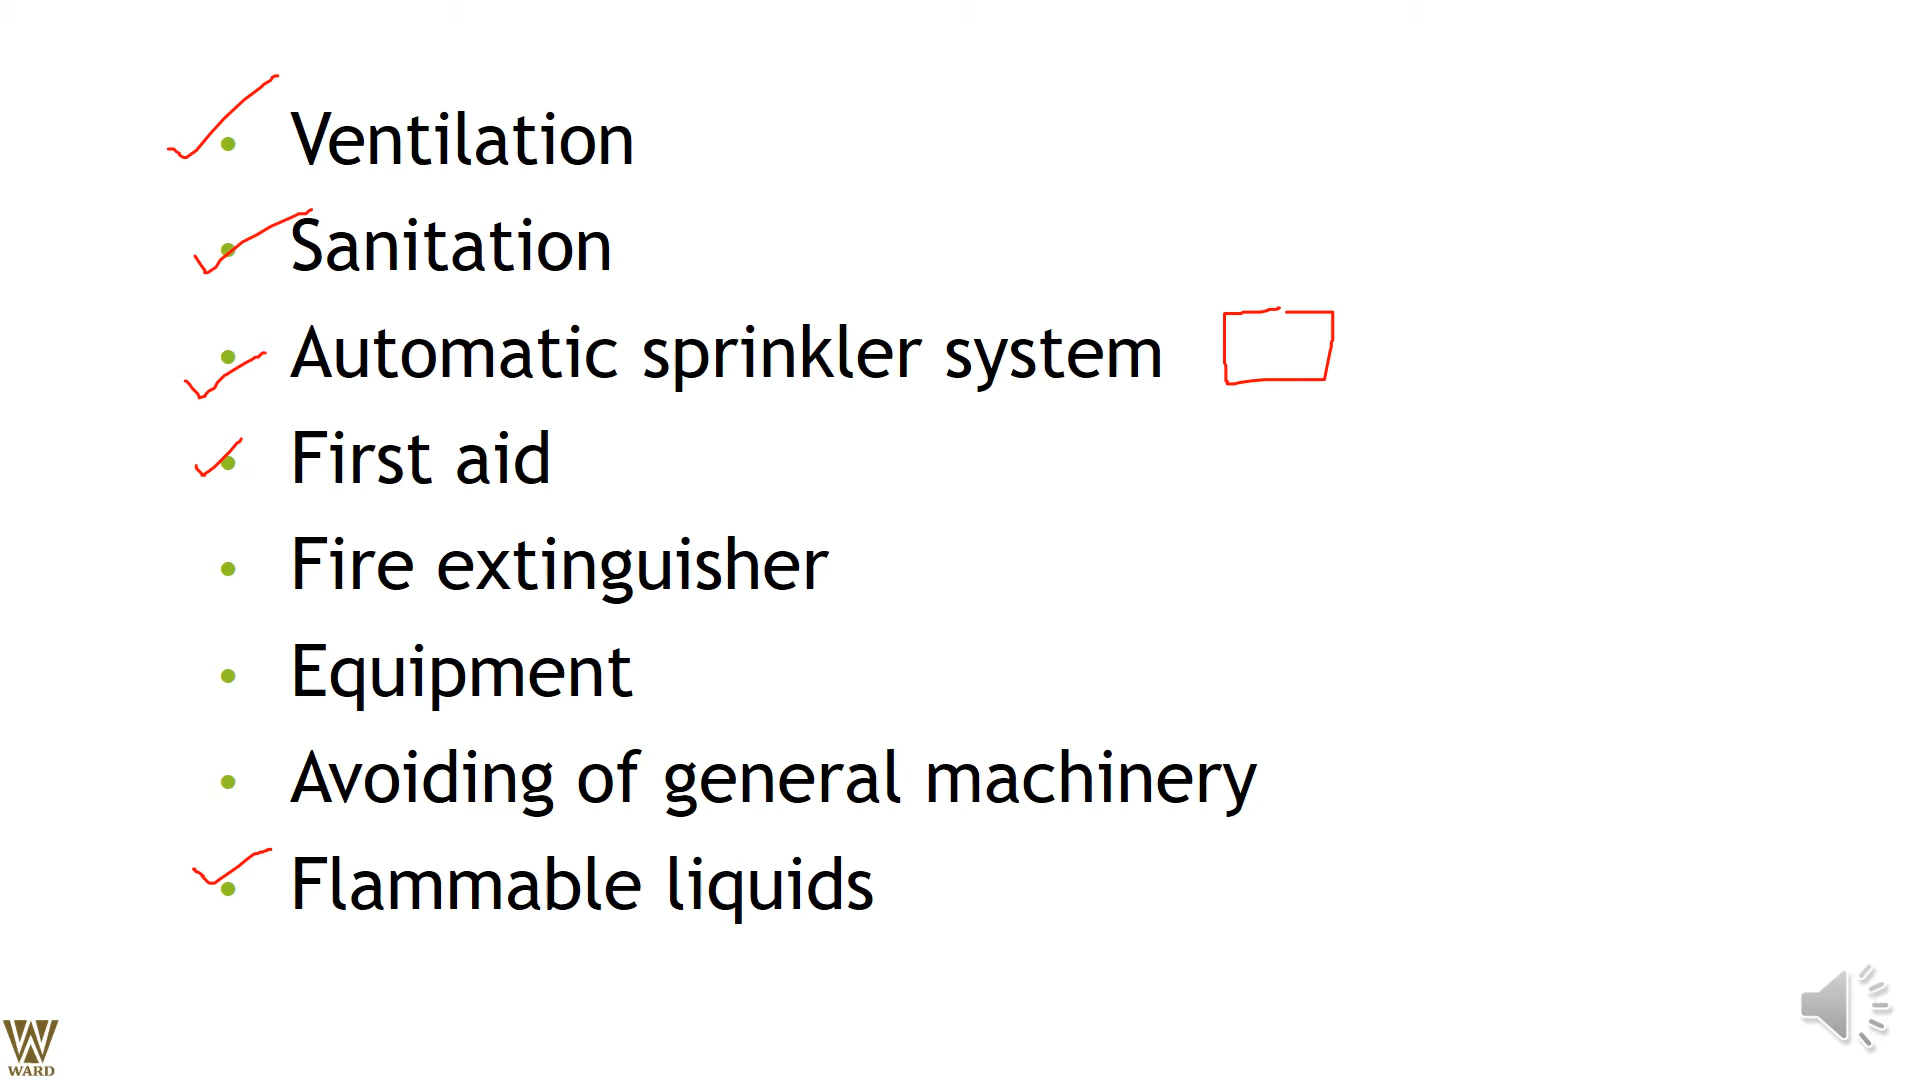 • Ventilation
• Sanitation
• Automatic sprinkler system
• First aid
• Fire extinguisher
• Equipment
• Avoiding of general machinery
• Flammable liquids
WARD